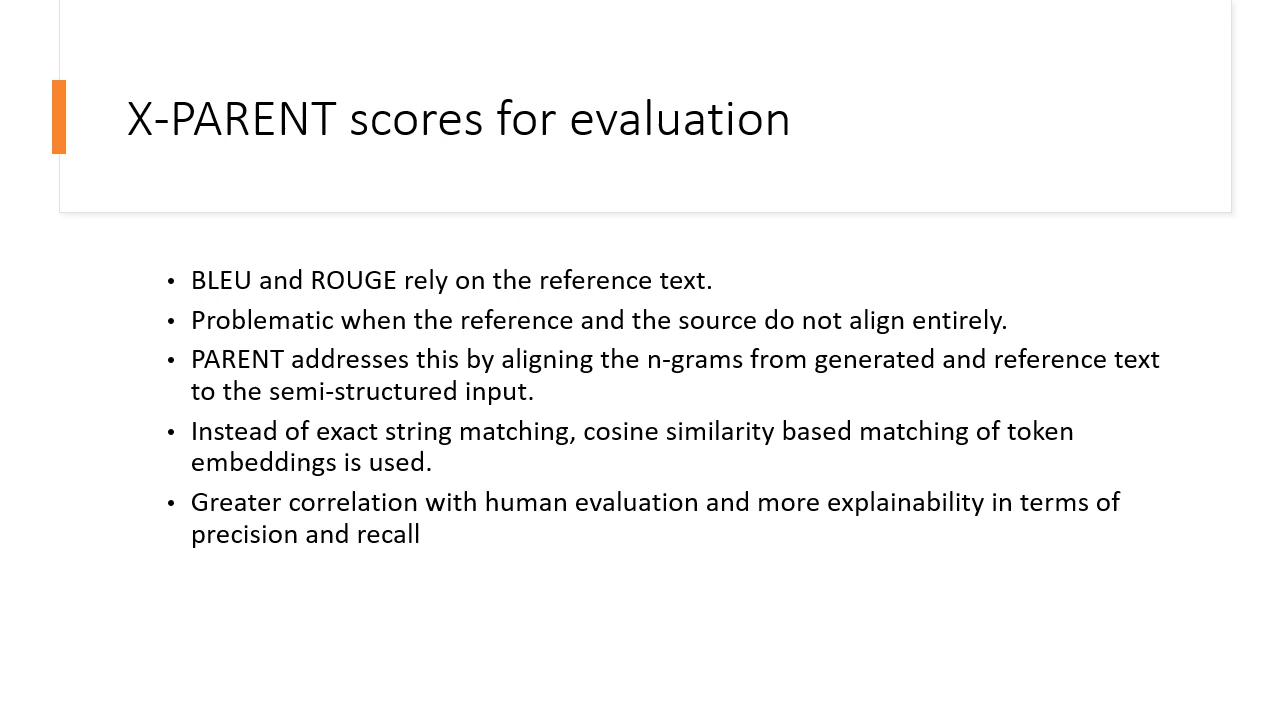 X-PARENT scores for evaluation
• BLEU and ROUGE rely on the reference text.
• Problematic when the reference and the source do not align entirely.
• PARENT addresses this by aligning the n-grams from generated and reference text
to the semi-structured input.
• Instead of exact string matching, cosine similarity based matching of token
embeddings is used.
• Greater correlation with human evaluation and more explainability in terms of
precision and recall